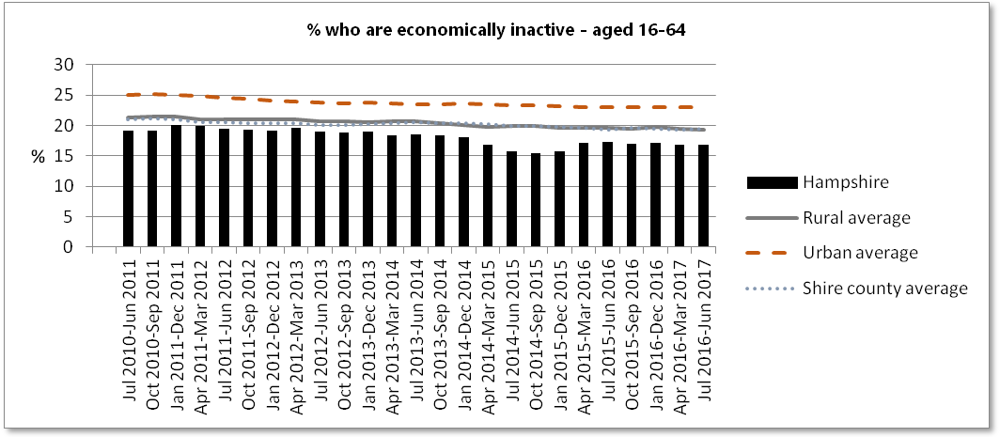 % who are economically inactive - aged 16-64
30
25
20
15
10
5
0
%
Jul 2010-Jun 2011
Oct 2010-Sep 2011
Jan 2011-Dec 2011
Apr 2011-Mar 2012
Jul 2011-Jun 2012
Oct 2011-Sep 2012
Jan 2012-Dec 2012
Apr 2012-Mar 2013
Jul 2012-Jun 2013
Oct 2012-Sep 2013
Jan 2013-Dec 2013
Apr 2013-Mar 2014
Jul 2013-Jun 2014
Oct 2013-Sep 2014
Jan 2014-Dec 2014
Apr 2014-Mar 2015
Jul 2014-Jun 2015
Oct 2014-Sep 2015
Jan 2015-Dec 2015
Apr 2015-Mar 2016
Jul 2015-Jun 2016
Oct 2015-Sep 2016
Jan 2016-Dec 2016
Apr 2016-Mar 2017
Jul 2016-Jun 2017
Hampshire
Rural average
Urban average
Shire county average